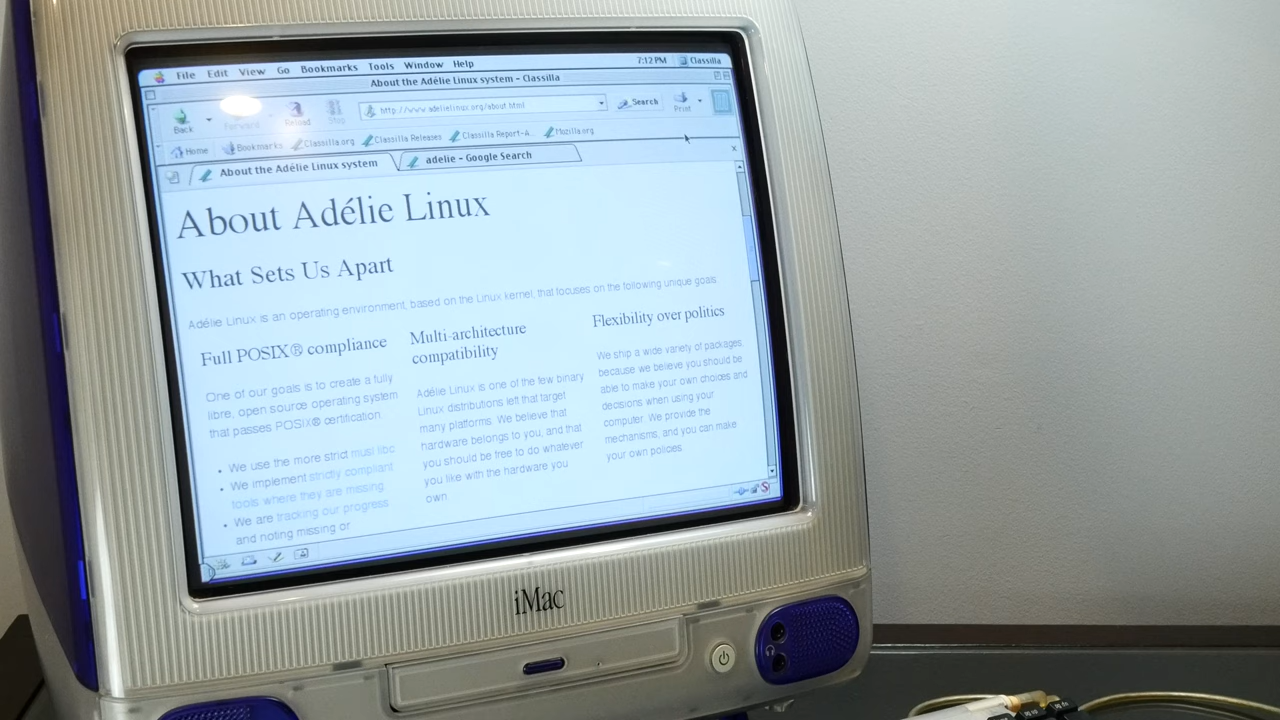 File Edit View Go Bookmarks Tools Window Help 7:12 PM Classilla
About the Adélie Linux system - Classilla
Back Forward Reload Stop http://www.adelielinux.org/about.html Search Print
Home Bookmarks Classilla.org Classilla Releases Classilla Report-A... Mozilla.org
About the Adélie Linux system adelie - Google Search
About Adélie Linux
What Sets Us Apart
Adélie Linux is an operating environment, based on the Linux kernel, that focuses on the following unique goals
Full POSIX® compliance
One of our goals is to create a fully
libre, open source operating system
that passes POSIX® certification.
• We use the more strict musl libc
• We implement strictly compliant
tools where they are missing.
• We are tracking our progress
and noting missing or
Multi-architecture
compatibility
Adélie Linux is one of the few binary
Linux distributions left that target
many platforms. We believe that
hardware belongs to you, and that
you should be free to do whatever
you like with the hardware you
own.
Flexibility over politics
We ship a wide variety of packages,
because we believe you should be
able to make your own choices and
decisions when using your
computer. We provide the
mechanisms, and you can make
your own policies.
iMac